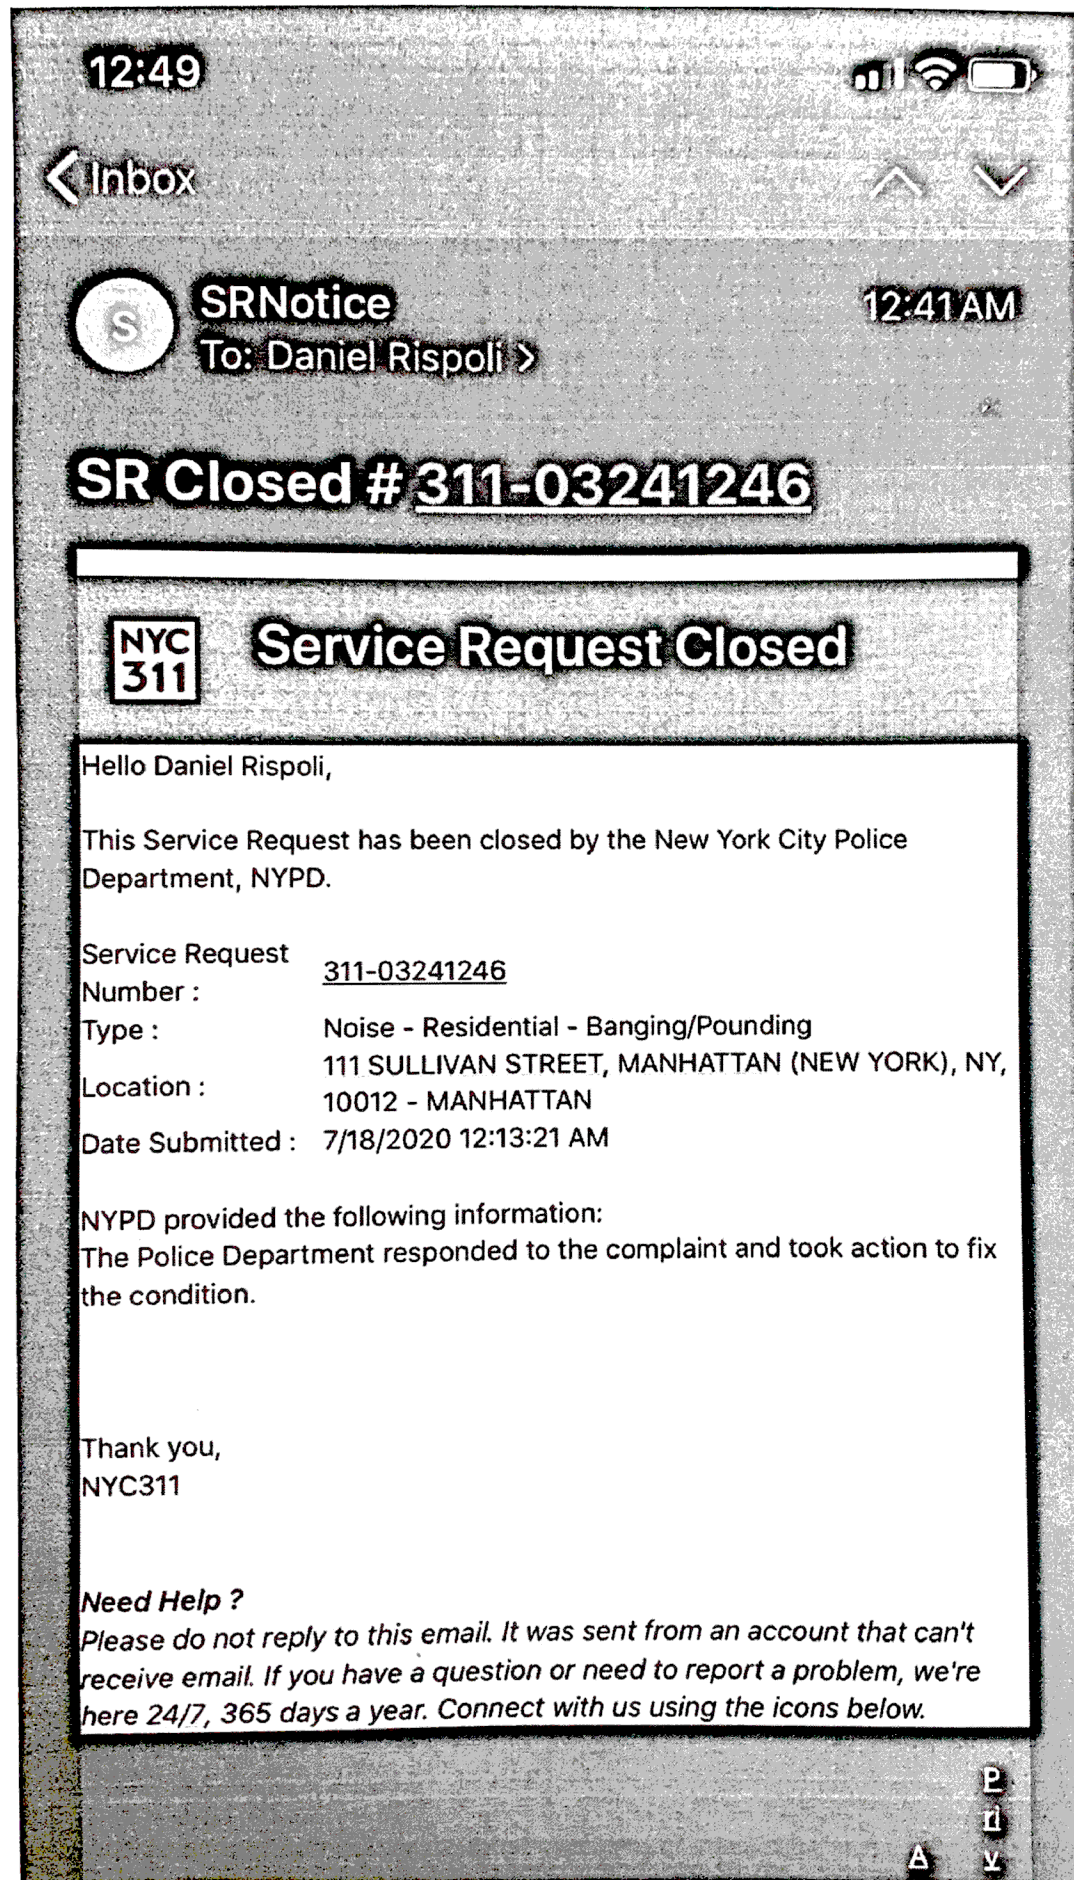 12:49
Inbox
S
SRNotice
12:41 AM
To: Daniel Rispoli >
SR Closed # 311-03241246
NYC
311
Service Request Closed
Hello Daniel Rispoli,
This Service Request has been closed by the New York City Police
Department, NYPD.
Service Request
Number : 311-03241246
Type : Noise - Residential - Banging/Pounding
Location : 111 SULLIVAN STREET, MANHATTAN (NEW YORK), NY,
10012 - MANHATTAN
Date Submitted : 7/18/2020 12:13:21 AM
NYPD provided the following information:
The Police Department responded to the complaint and took action to fix
the condition.
Thank you,
NYC311
Need Help ?
Please do not reply to this email. It was sent from an account that can't
receive email. If you have a question or need to report a problem, we're
here 24/7, 365 days a year. Connect with us using the icons below.
P
ri
A v